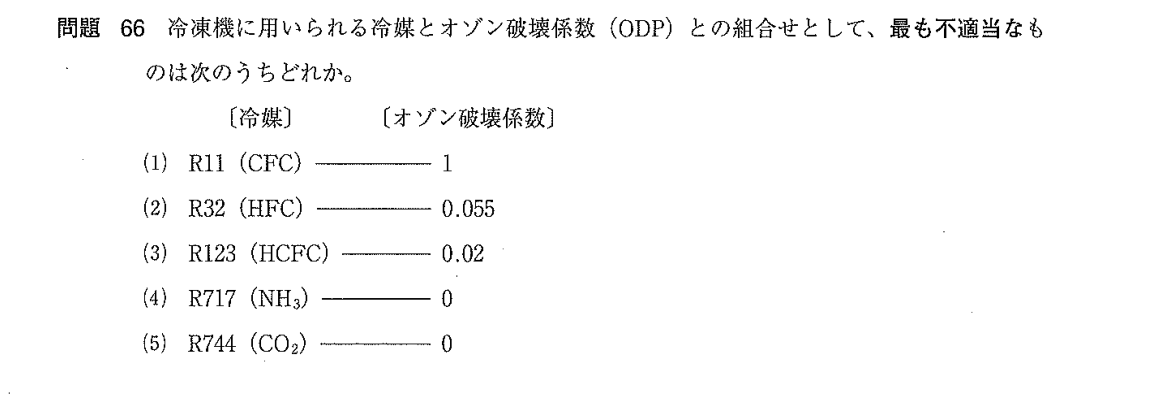 問題 66 冷凍機に用いられる冷媒とオゾン破壊係数（ODP）との組合せとして、最も不適当なも
のは次のうちどれか。
〔冷媒〕 〔オゾン破壊係数〕
(1) R11（CFC）──────── 1
(2) R32（HFC）──────── 0.055
(3) R123（HCFC）────── 0.02
(4) R717（NH₃）──────── 0
(5) R744（CO₂）──────── 0